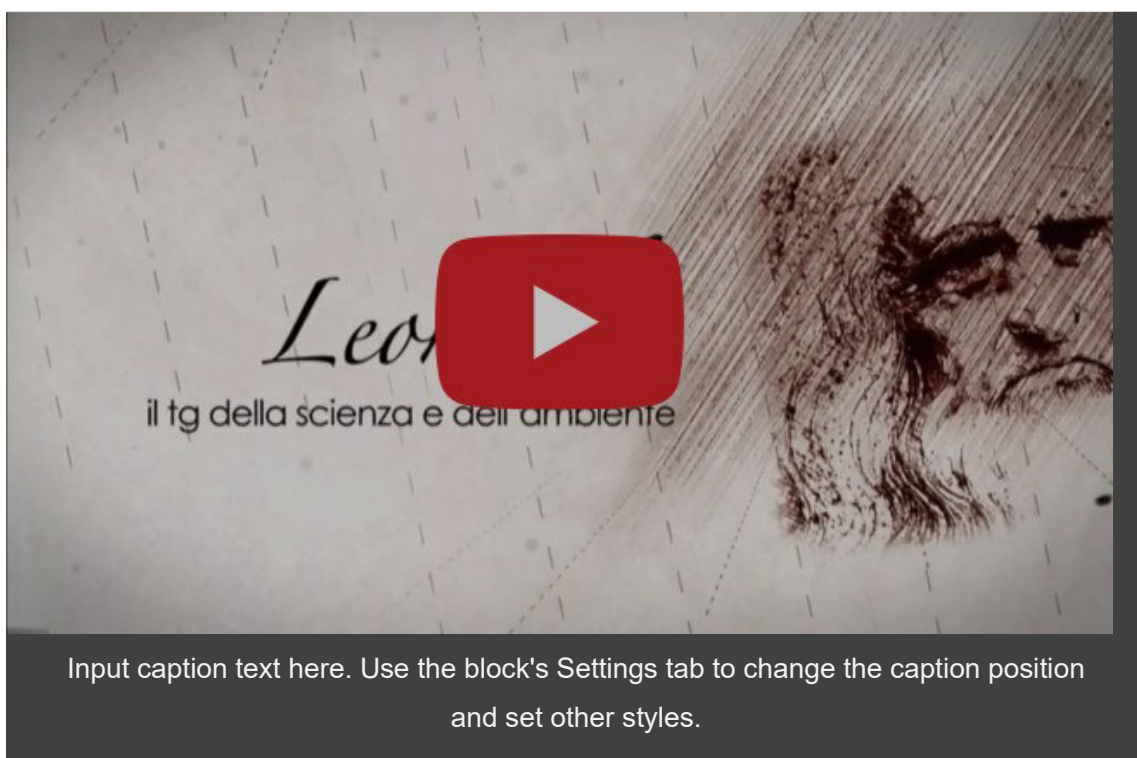 il tg della scienza e dell'ambiente
Input caption text here. Use the block's Settings tab to change the caption position
and set other styles.